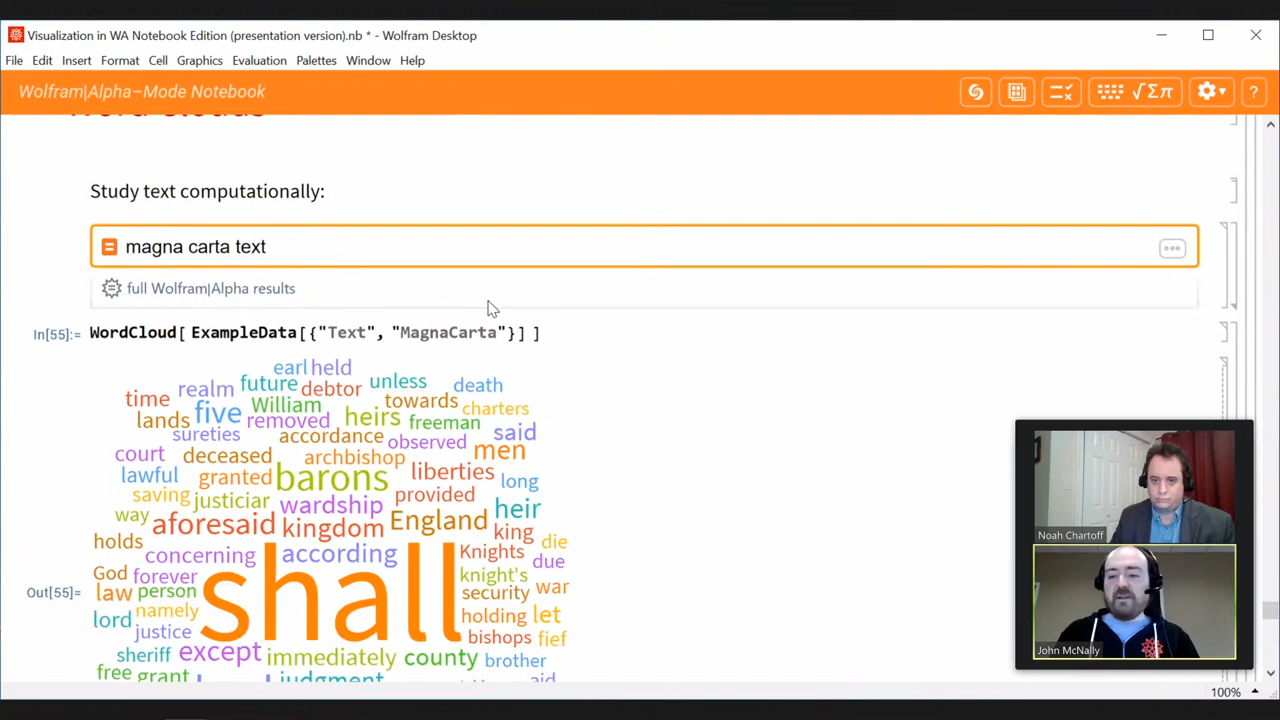 Visualization in WA Notebook Edition (presentation version).nb * - Wolfram Desktop
File Edit Insert Format Cell Graphics Evaluation Palettes Window Help
Wolfram|Alpha-Mode Notebook
√Σπ ?
Word Clouds
Study text computationally:
magna carta text
full Wolfram|Alpha results
In[55]:= WordCloud[ ExampleData[{"Text", "MagnaCarta"}] ]
earl held
realm future debtor unless death
time five William heirs towards charters
lands removed freeman said
sureties accordance observed men
court deceased archbishop
lawful granted barons liberties long
saving justiciar wardship provided heir
way aforesaid kingdom England king
holds concerning according Knights die
due
God forever shall knight's
Out[55]= law person security war
lord namely holding let
justice bishops fief
sheriff except immediately county brother
free grant judgment aid
Noah Chartoff
John McNally
100%